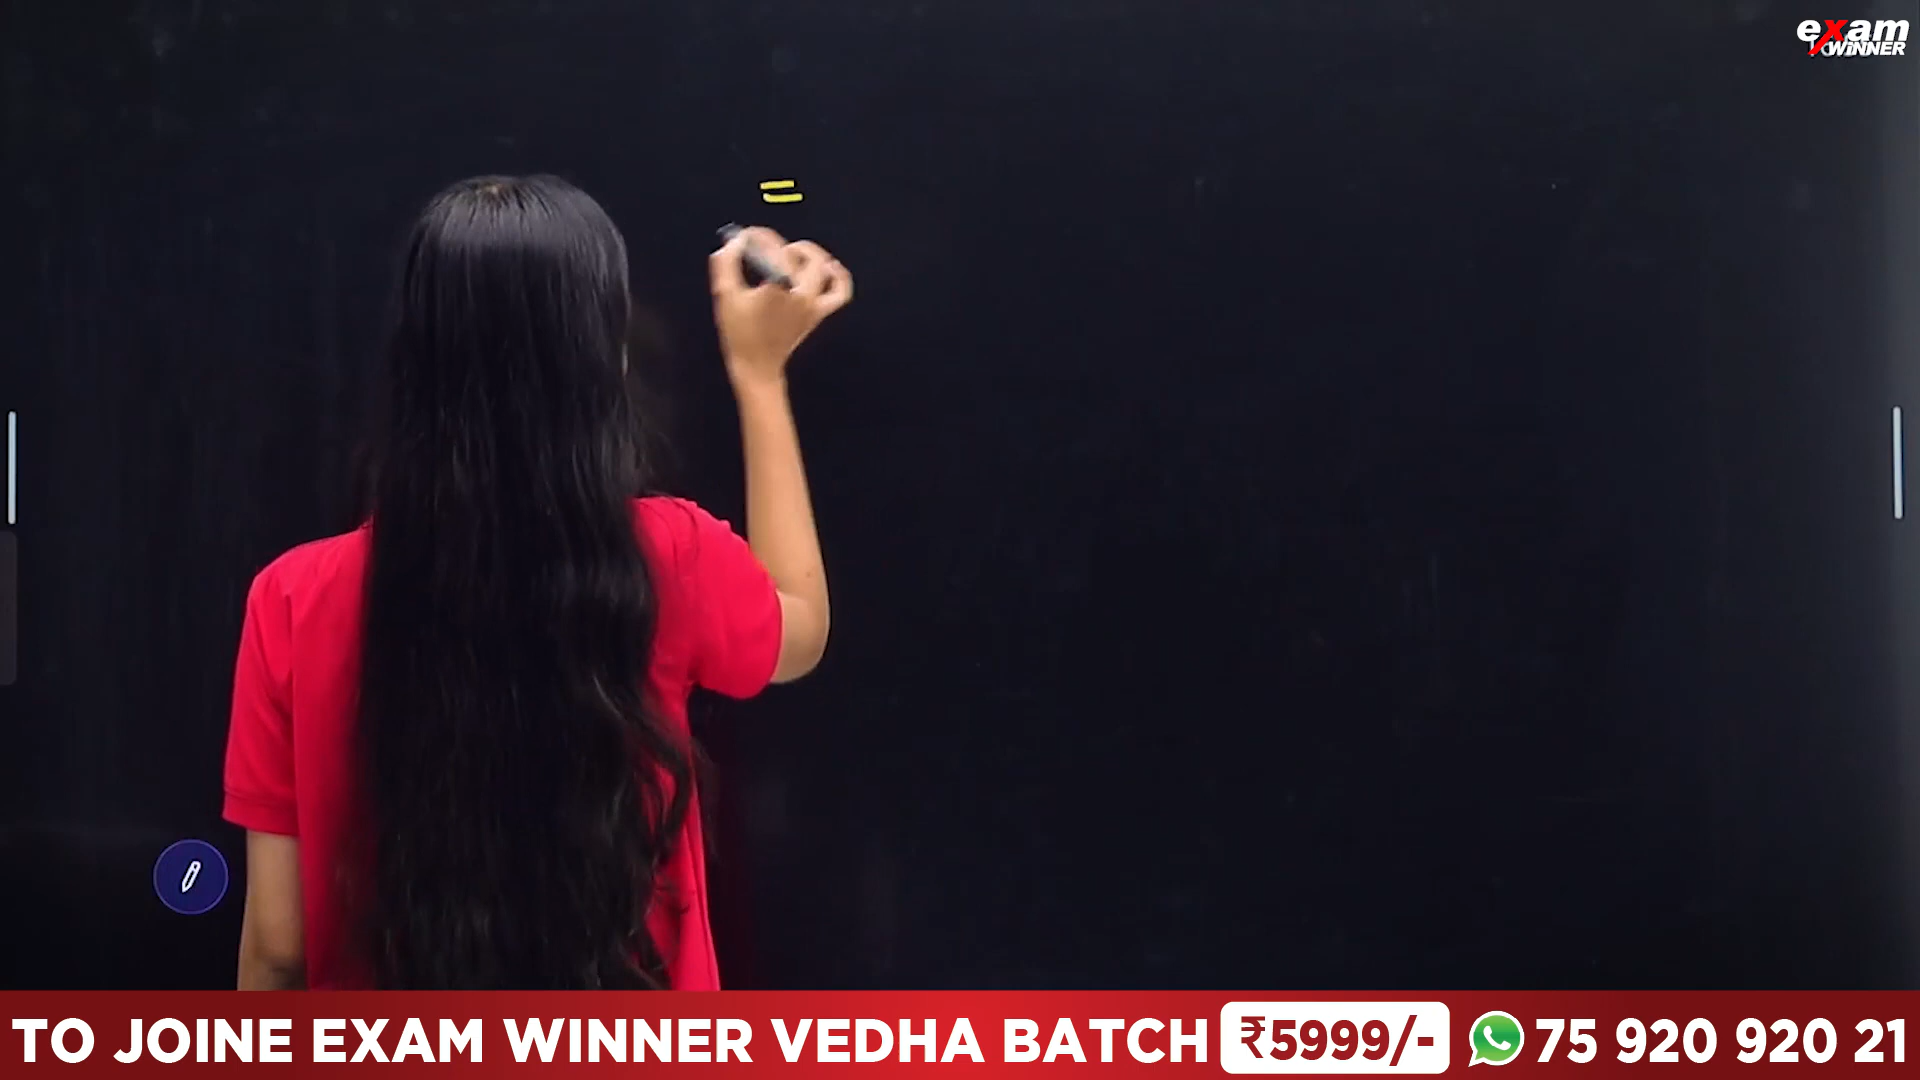 exam
WINNER
=
TO JOINE EXAM WINNER VEDHA BATCH ₹5999/- 75 920 920 21